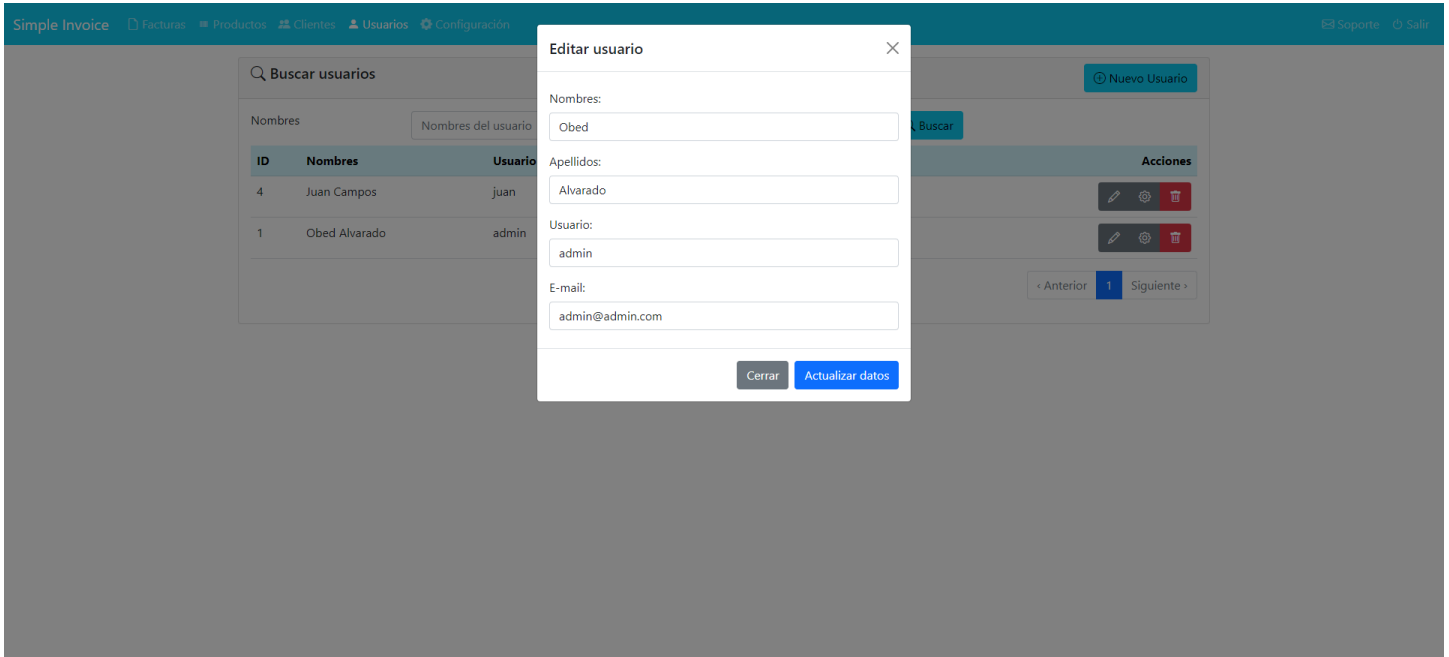 Simple Invoice Facturas Productos Clientes Usuarios Configuración Soporte Salir
Editar usuario
Buscar usuarios Nuevo Usuario
Nombres:
Nombres Nombres del usuario Obed Buscar
ID Nombres Usuario Acciones
Apellidos:
4 Juan Campos juan Alvarado
Usuario:
1 Obed Alvarado admin
admin
E-mail:
‹ Anterior 1 Siguiente ›
admin@admin.com
Cerrar Actualizar datos